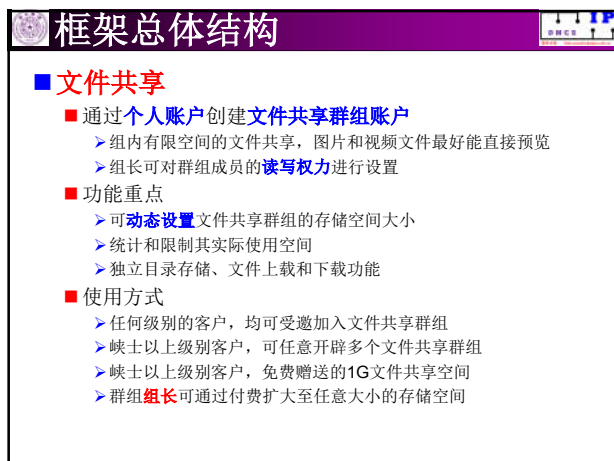 框架总体结构
IP
DMCE
文件共享
通过个人账户创建文件共享群组账户
组内有限空间的文件共享，图片和视频文件最好能直接预览
组长可对群组成员的读写权力进行设置
功能重点
可动态设置文件共享群组的存储空间大小
统计和限制其实际使用空间
独立目录存储、文件上载和下载功能
使用方式
任何级别的客户，均可受邀加入文件共享群组
峡士以上级别客户，可任意开辟多个文件共享群组
峡士以上级别客户，免费赠送的1G文件共享空间
群组组长可通过付费扩大至任意大小的存储空间